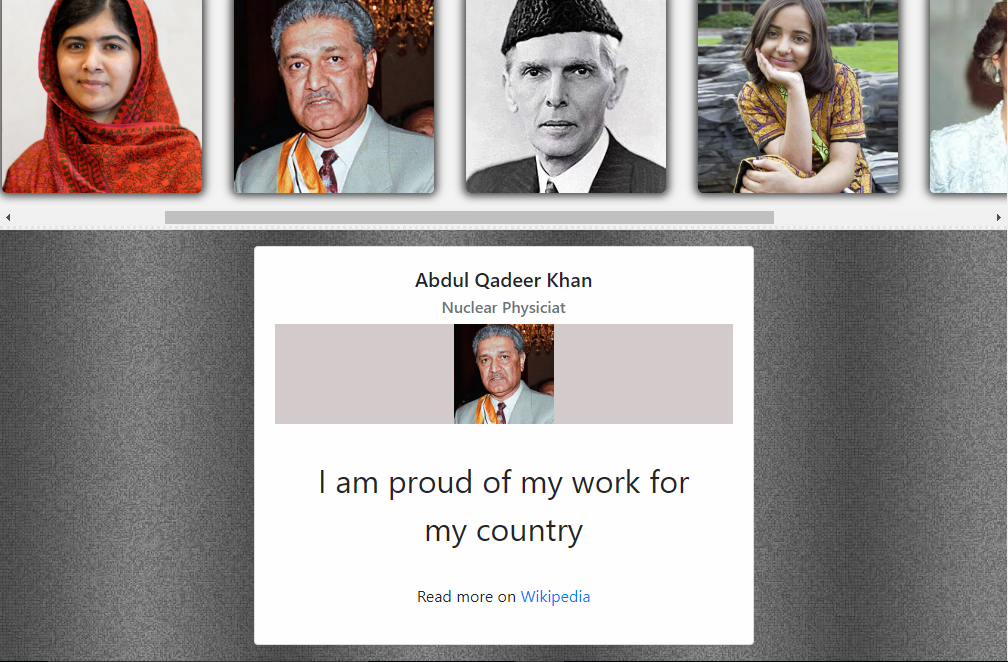 Abdul Qadeer Khan
Nuclear Physiciat
I am proud of my work for
my country
Read more on Wikipedia